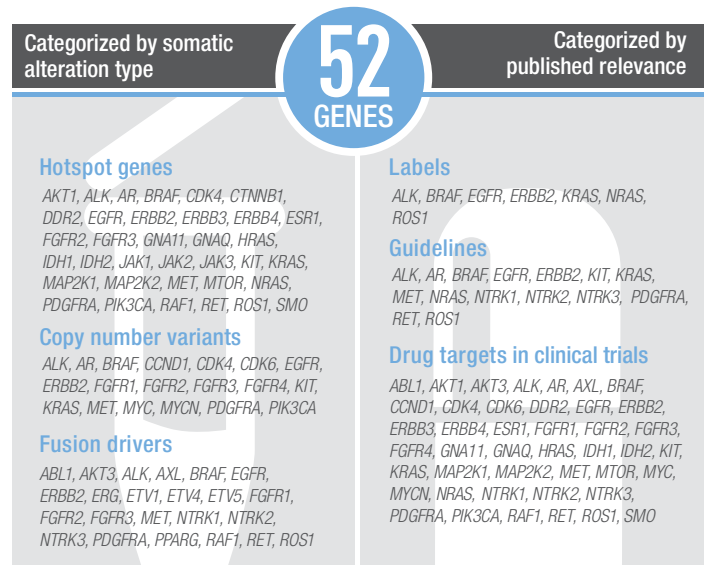 Categorized by somatic
alteration type
52
GENES
Categorized by
published relevance
Hotspot genes
AKT1, ALK, AR, BRAF, CDK4, CTNNB1,
DDR2, EGFR, ERBB2, ERBB3, ERBB4, ESR1,
FGFR2, FGFR3, GNA11, GNAQ, HRAS,
IDH1, IDH2, JAK1, JAK2, JAK3, KIT, KRAS,
MAP2K1, MAP2K2, MET, MTOR, NRAS,
PDGFRA, PIK3CA, RAF1, RET, ROS1, SMO
Copy number variants
ALK, AR, BRAF, CCND1, CDK4, CDK6, EGFR,
ERBB2, FGFR1, FGFR2, FGFR3, FGFR4, KIT,
KRAS, MET, MYC, MYCN, PDGFRA, PIK3CA
Fusion drivers
ABL1, AKT3, ALK, AXL, BRAF, EGFR,
ERBB2, ERG, ETV1, ETV4, ETV5, FGFR1,
FGFR2, FGFR3, MET, NTRK1, NTRK2,
NTRK3, PDGFRA, PPARG, RAF1, RET, ROS1
Labels
ALK, BRAF, EGFR, ERBB2, KRAS, NRAS,
ROS1
Guidelines
ALK, AR, BRAF, EGFR, ERBB2, KIT, KRAS,
MET, NRAS, NTRK1, NTRK2, NTRK3, PDGFRA,
RET, ROS1
Drug targets in clinical trials
ABL1, AKT1, AKT3, ALK, AR, AXL, BRAF,
CCND1, CDK4, CDK6, DDR2, EGFR, ERBB2,
ERBB3, ERBB4, ESR1, FGFR1, FGFR2, FGFR3,
FGFR4, GNA11, GNAQ, HRAS, IDH1, IDH2, KIT,
KRAS, MAP2K1, MAP2K2, MET, MTOR, MYC,
MYCN, NRAS, NTRK1, NTRK2, NTRK3,
PDGFRA, PIK3CA, RAF1, RET, ROS1, SMO